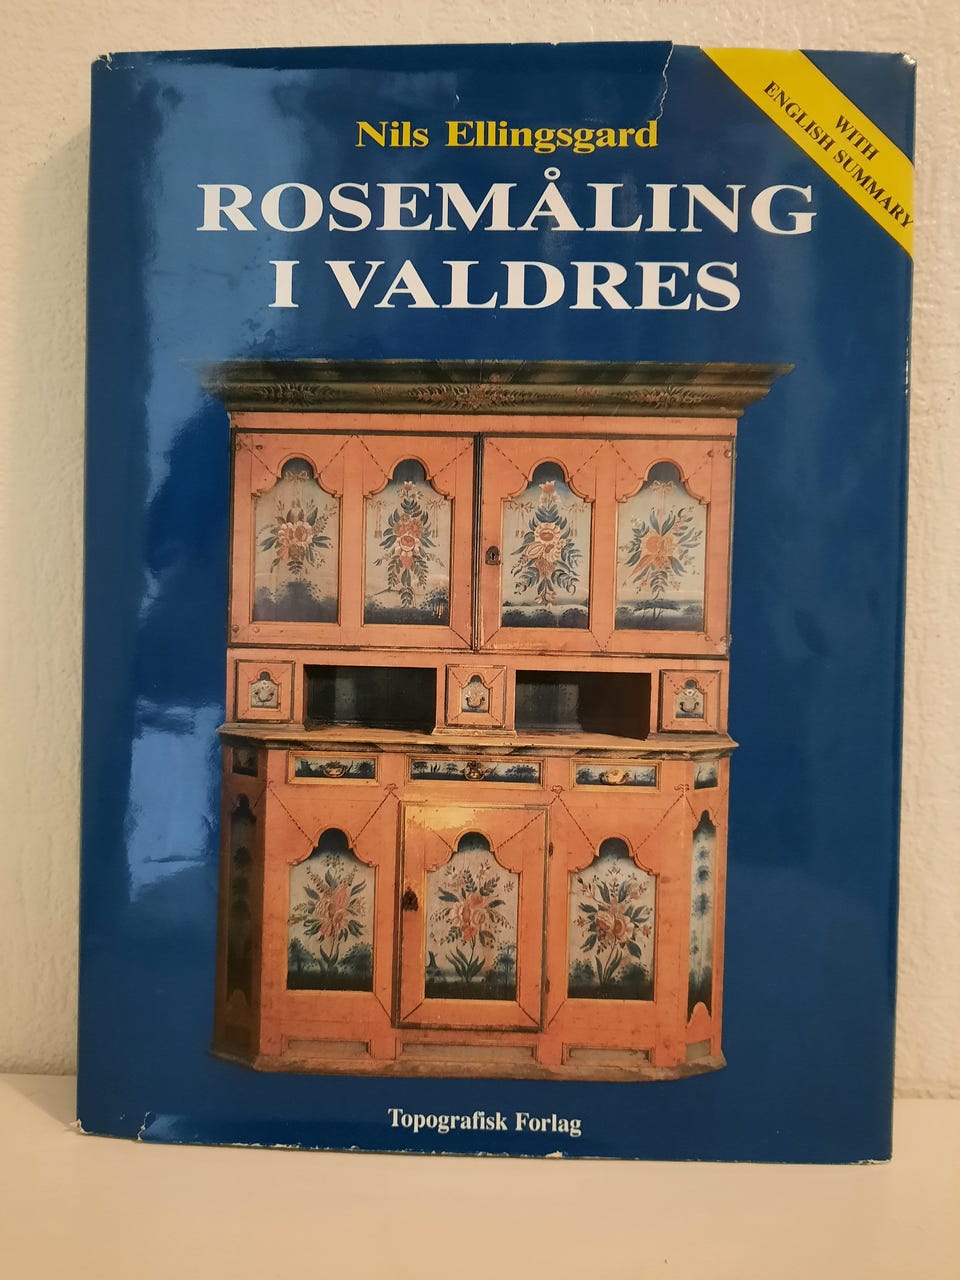 Nils Ellingsgard
ROSEMÅLING
I VALDRES
WITH
ENGLISH SUMMARY
Topografisk Forlag